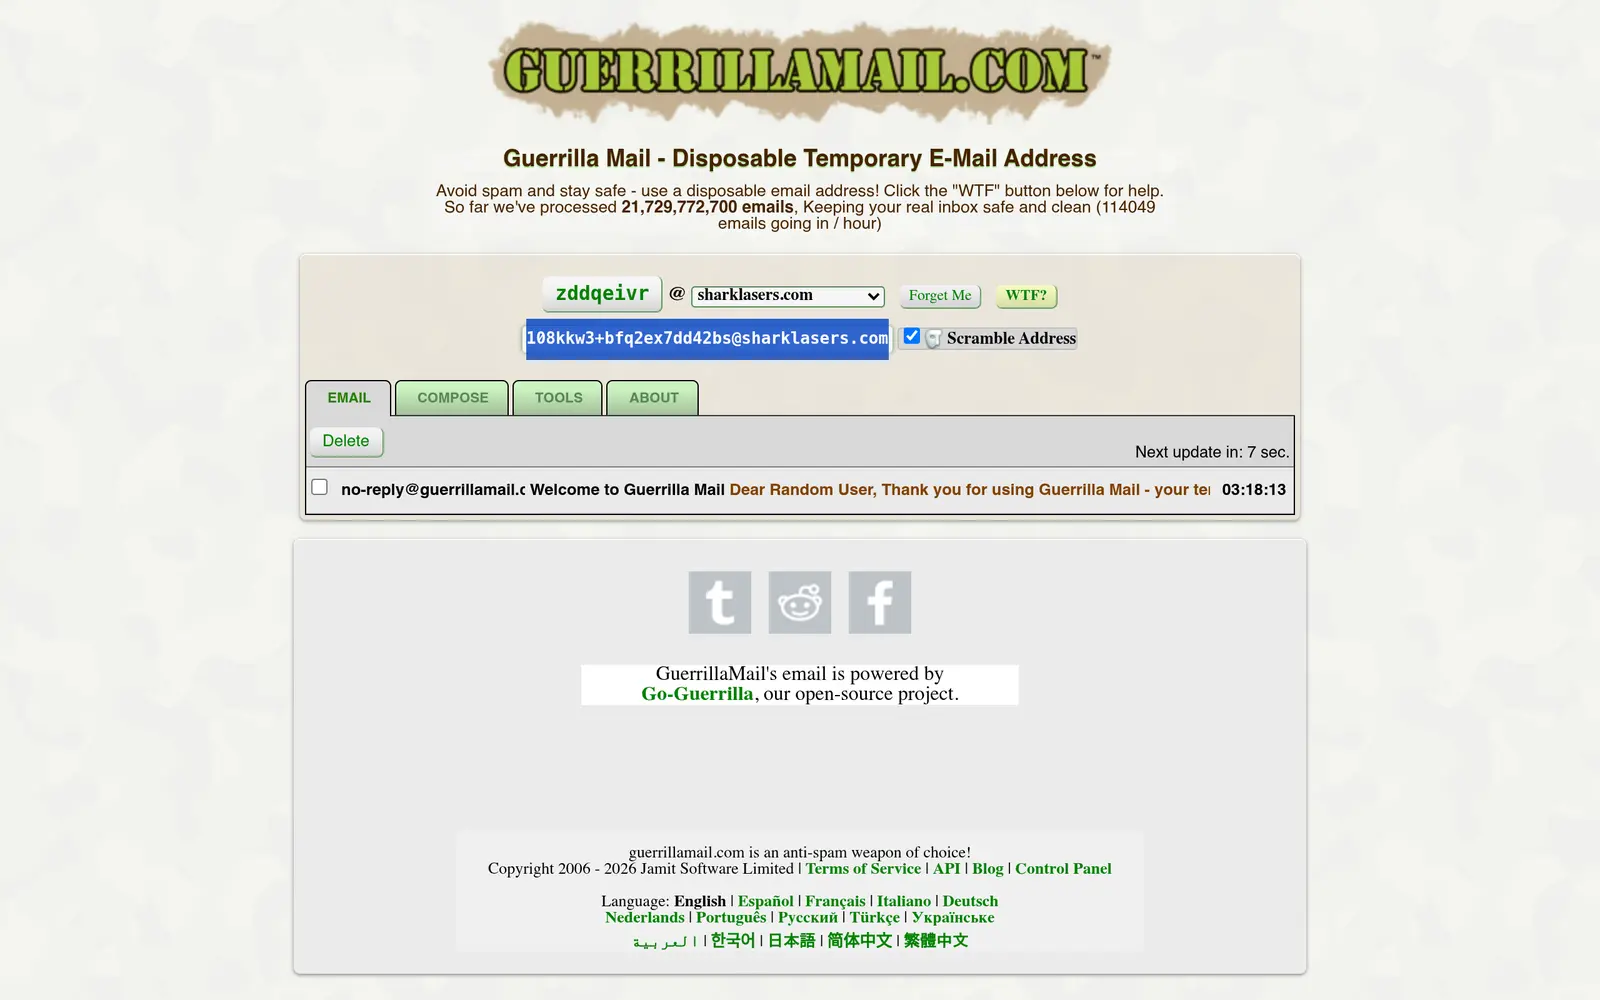 GUERRILLAMAIL.COM™
Guerrilla Mail - Disposable Temporary E-Mail Address
Avoid spam and stay safe - use a disposable email address! Click the "WTF" button below for help.
So far we've processed 21,729,772,700 emails, Keeping your real inbox safe and clean (114049
emails going in / hour)
zddqeivr @ sharklasers.com Forget Me WTF?
108kkw3+bfq2ex7dd42bs@sharklasers.com Scramble Address
EMAIL COMPOSE TOOLS ABOUT
Delete
Next update in: 7 sec.
no-reply@guerrillamail.c Welcome to Guerrilla Mail Dear Random User, Thank you for using Guerrilla Mail - your te 03:18:13
GuerrillaMail's email is powered by
Go-Guerrilla, our open-source project.
guerrillamail.com is an anti-spam weapon of choice!
Copyright 2006 - 2026 Jamit Software Limited | Terms of Service | API | Blog | Control Panel
Language: English | Español | Français | Italiano | Deutsch
Nederlands | Português | Русский | Türkçe | Українське
العربية | 한국어 | 日本語 | 简体中文 | 繁體中文